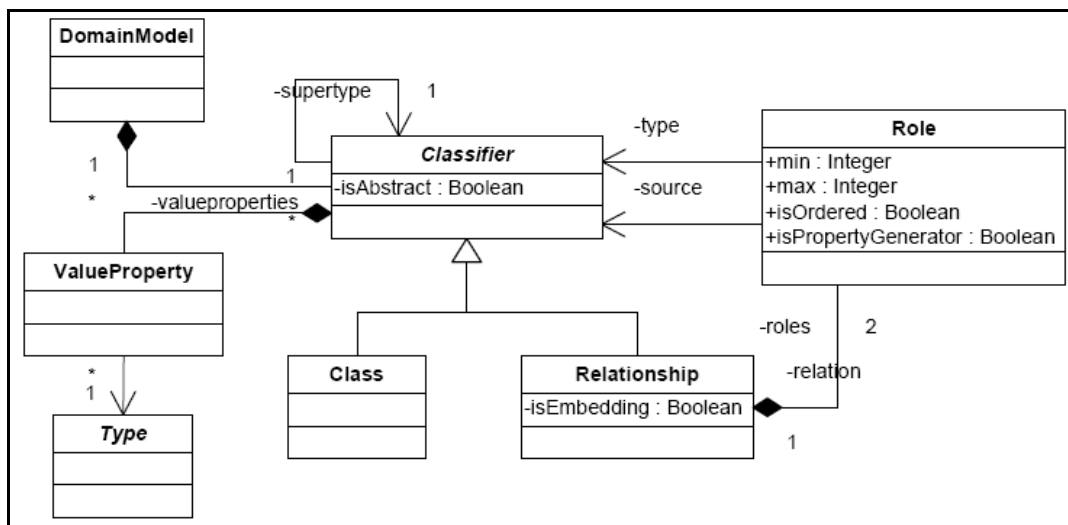 DomainModel
-supertype
1
-type
Role
Classifier
+min : Integer
1
1
-isAbstract : Boolean
-source
+max : Integer
*
-valueproperties
*
+isOrdered : Boolean
+isPropertyGenerator : Boolean
ValueProperty
-roles
2
*
1
Class
Relationship
-relation
-isEmbedding : Boolean
1
Type